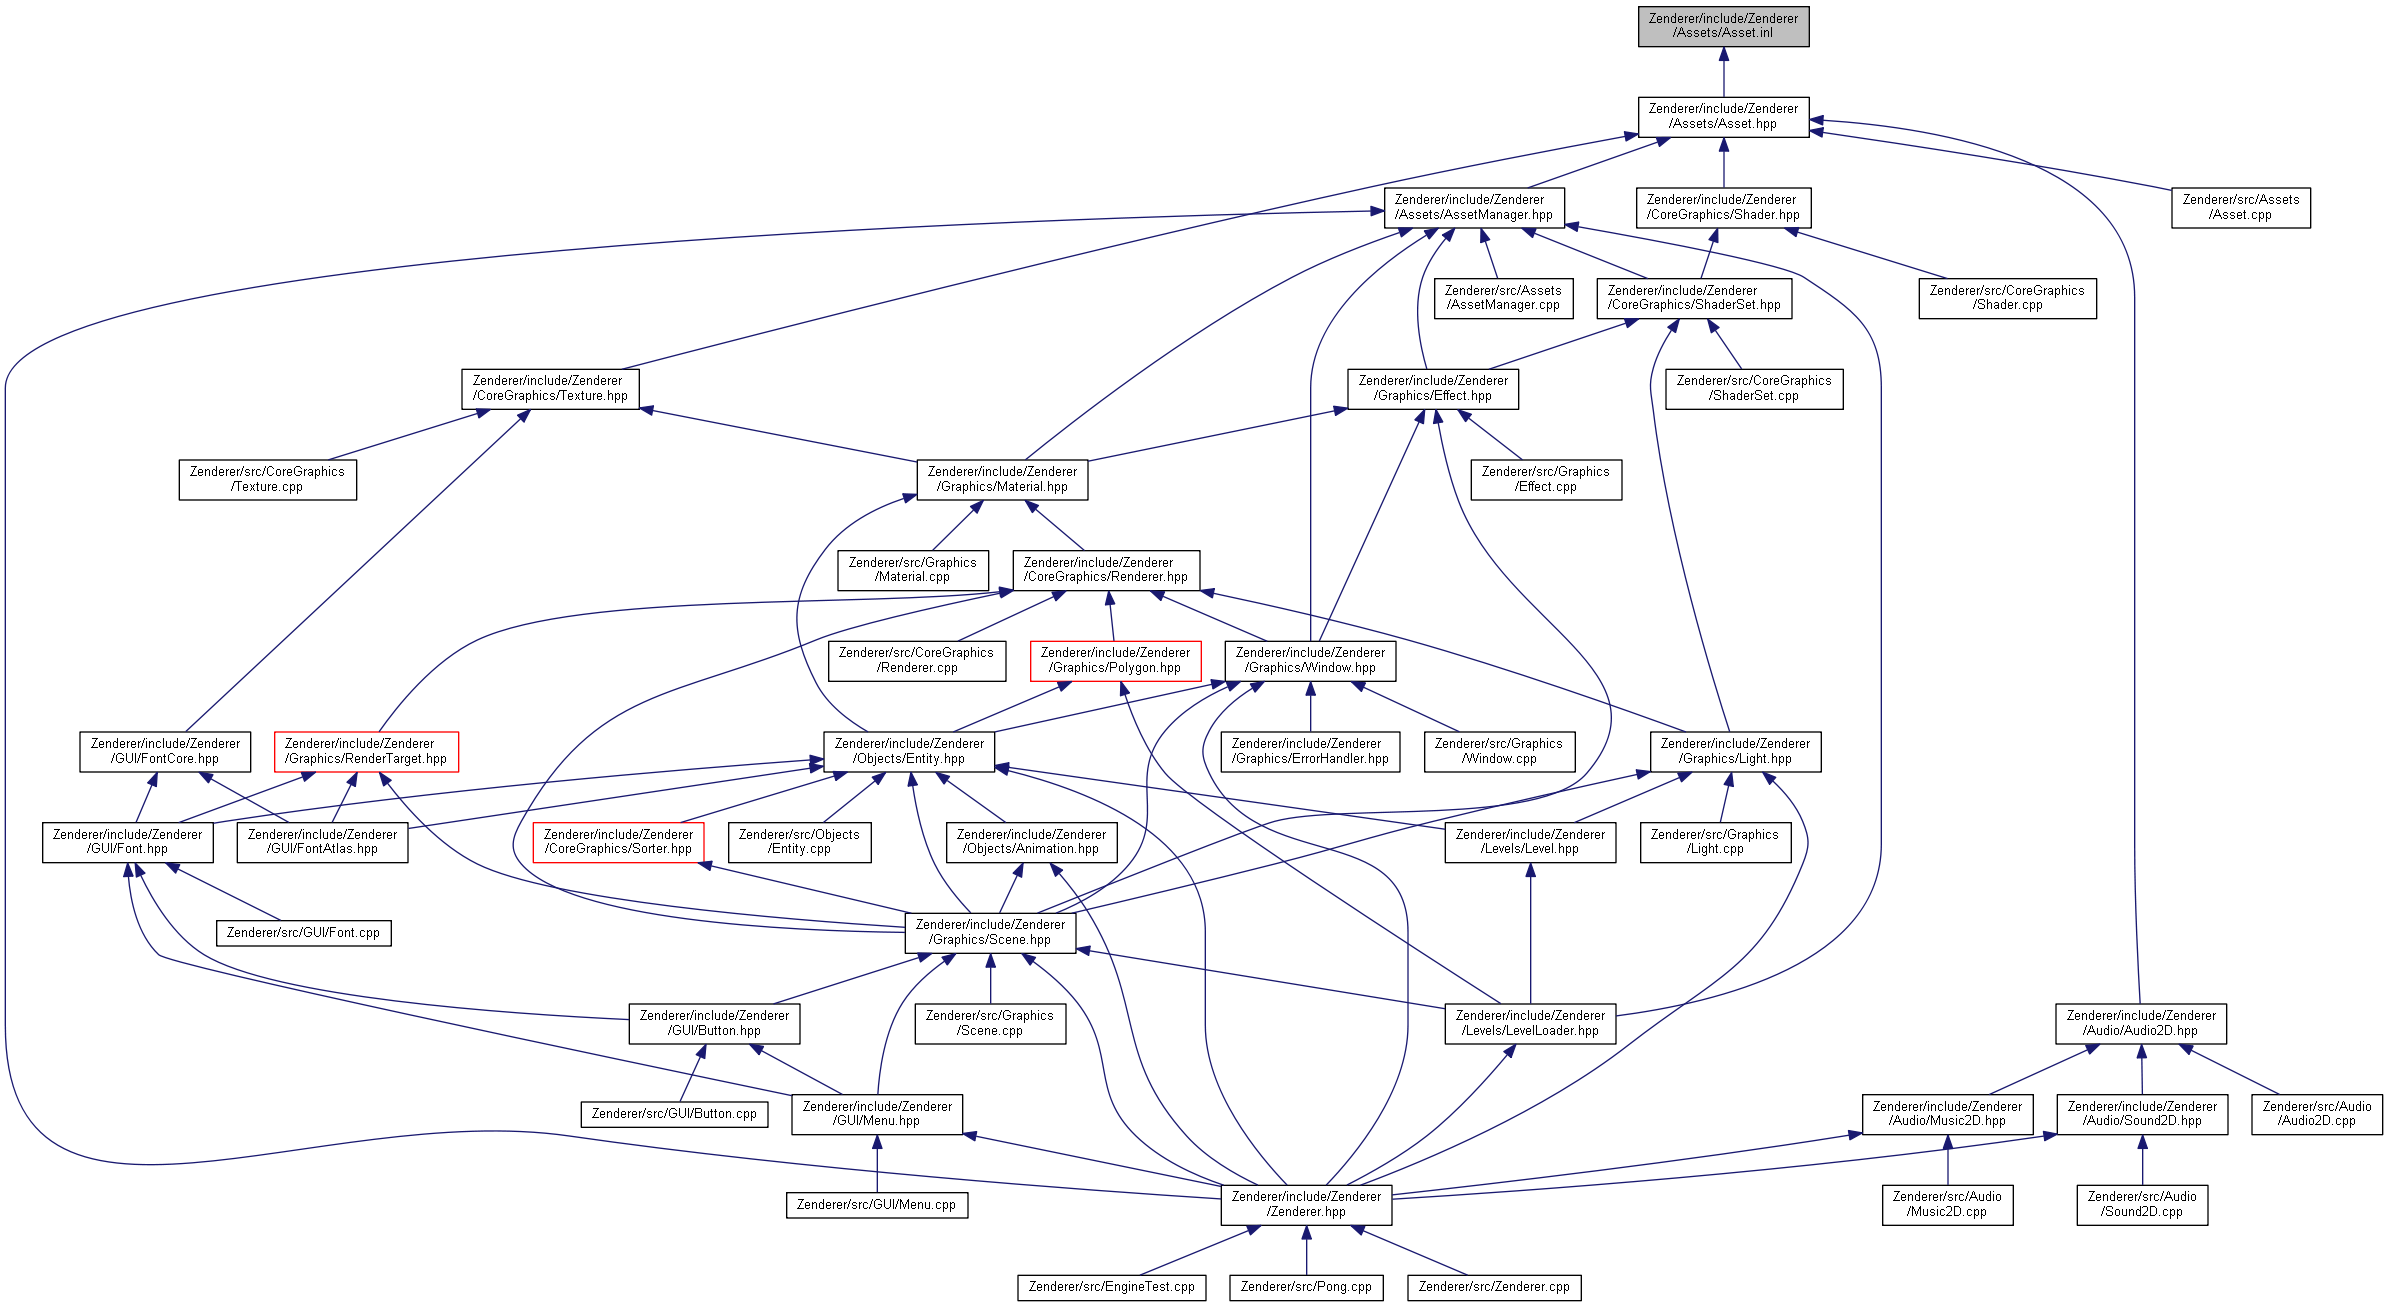 Zenderer/include/Zenderer
/Assets/Asset.inl
Zenderer/include/Zenderer
/Assets/Asset.hpp
Zenderer/include/Zenderer
/Assets/AssetManager.hpp
Zenderer/include/Zenderer
/CoreGraphics/Shader.hpp
Zenderer/src/Assets
/Asset.cpp
Zenderer/src/Assets
/AssetManager.cpp
Zenderer/include/Zenderer
/CoreGraphics/ShaderSet.hpp
Zenderer/src/CoreGraphics
/Shader.cpp
Zenderer/include/Zenderer
/CoreGraphics/Texture.hpp
Zenderer/include/Zenderer
/Graphics/Effect.hpp
Zenderer/src/CoreGraphics
/ShaderSet.cpp
Zenderer/src/CoreGraphics
/Texture.cpp
Zenderer/include/Zenderer
/Graphics/Material.hpp
Zenderer/src/Graphics
/Effect.cpp
Zenderer/src/Graphics
/Material.cpp
Zenderer/include/Zenderer
/CoreGraphics/Renderer.hpp
Zenderer/src/CoreGraphics
/Renderer.cpp
Zenderer/include/Zenderer
/Graphics/Polygon.hpp
Zenderer/include/Zenderer
/Graphics/Window.hpp
Zenderer/include/Zenderer
/GUI/FontCore.hpp
Zenderer/include/Zenderer
/Graphics/RenderTarget.hpp
Zenderer/include/Zenderer
/Objects/Entity.hpp
Zenderer/include/Zenderer
/Graphics/ErrorHandler.hpp
Zenderer/src/Graphics
/Window.cpp
Zenderer/include/Zenderer
/Graphics/Light.hpp
Zenderer/include/Zenderer
/GUI/Font.hpp
Zenderer/include/Zenderer
/GUI/FontAtlas.hpp
Zenderer/include/Zenderer
/CoreGraphics/Sorter.hpp
Zenderer/src/Objects
/Entity.cpp
Zenderer/include/Zenderer
/Objects/Animation.hpp
Zenderer/include/Zenderer
/Levels/Level.hpp
Zenderer/src/Graphics
/Light.cpp
Zenderer/src/GUI/Font.cpp
Zenderer/include/Zenderer
/Graphics/Scene.hpp
Zenderer/include/Zenderer
/GUI/Button.hpp
Zenderer/src/Graphics
/Scene.cpp
Zenderer/include/Zenderer
/Levels/LevelLoader.hpp
Zenderer/include/Zenderer
/Audio/Audio2D.hpp
Zenderer/src/GUI/Button.cpp
Zenderer/include/Zenderer
/GUI/Menu.hpp
Zenderer/include/Zenderer
/Audio/Music2D.hpp
Zenderer/include/Zenderer
/Audio/Sound2D.hpp
Zenderer/src/Audio
/Audio2D.cpp
Zenderer/src/GUI/Menu.cpp
Zenderer/include/Zenderer
/Zenderer.hpp
Zenderer/src/Audio
/Music2D.cpp
Zenderer/src/Audio
/Sound2D.cpp
Zenderer/src/EngineTest.cpp
Zenderer/src/Pong.cpp
Zenderer/src/Zenderer.cpp